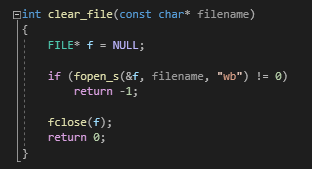 int clear_file(const char* filename)
{
    FILE* f = NULL;

    if (fopen_s(&f, filename, "wb") != 0)
        return -1;

    fclose(f);
    return 0;
}